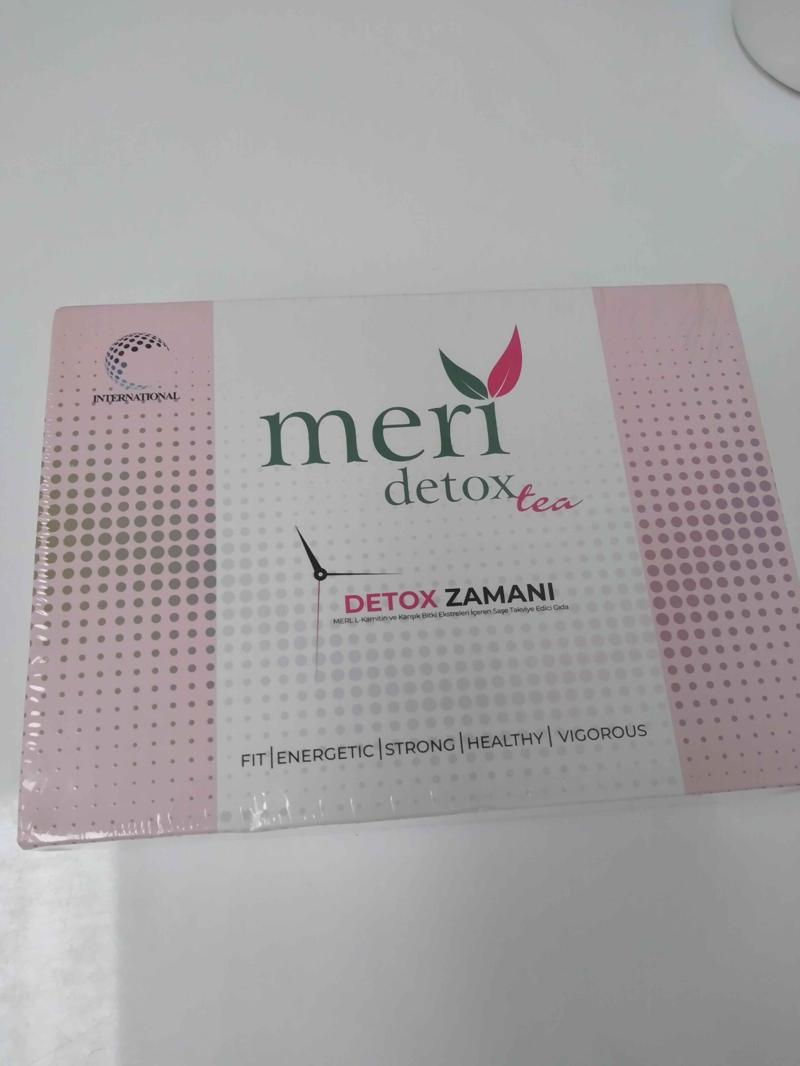 INTERNATIONAL
meri
detox tea
DETOX ZAMANI
MERL L-Karnitin ve Karışık Bitki Ekstreleri İçeren Saşe Takviye Edici Gıda
FIT|ENERGETIC|STRONG|HEALTHY|VIGOROUS